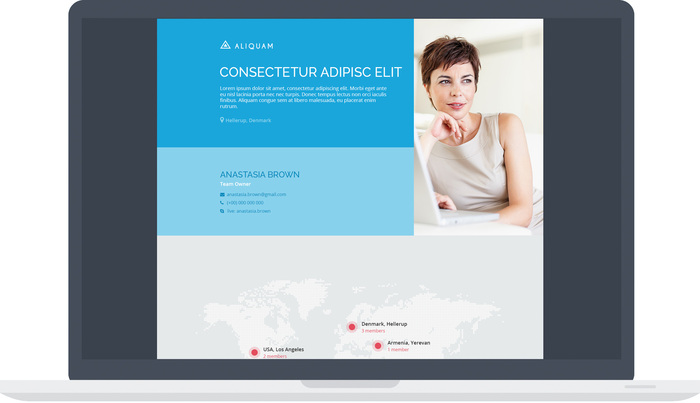 ALIQUAM
CONSECTETUR ADIPISC ELIT
Lorem ipsum dolor sit amet, consectetur adipiscing elit. Morbi eget ante
eu nisl lacinia porta nec nec turpis. Donec tempus lectus non orci iaculis
finibus. Aliquam congue sem at libero malesuada, eu placerat enim
rutrum.
Hellerup, Denmark
ANASTASIA BROWN
Team Owner
anastasia.brown@gmail.com
(+00) 000 000 000
live: anastasia.brown
Denmark, Hellerup
3 members
Armenia, Yerevan
1 member
USA, Los Angeles
2 members